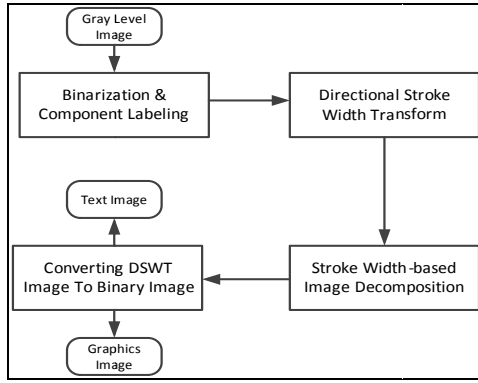 Gray Level
Image
Binarization &
Component Labeling
Directional Stroke
Width Transform
Text Image
Converting DSWT
Image To Binary Image
Stroke Width-based
Image Decomposition
Graphics
Image